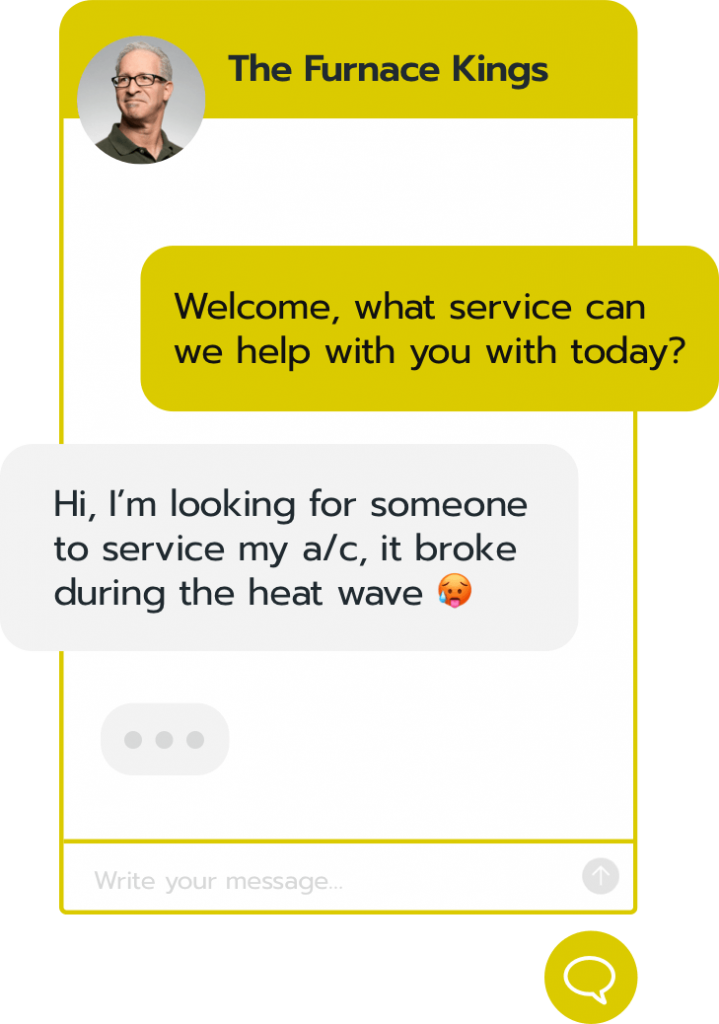 The Furnace Kings
Welcome, what service can
we help with you with today?
Hi, I’m looking for someone
to service my a/c, it broke
during the heat wave 🥵
Write your message...